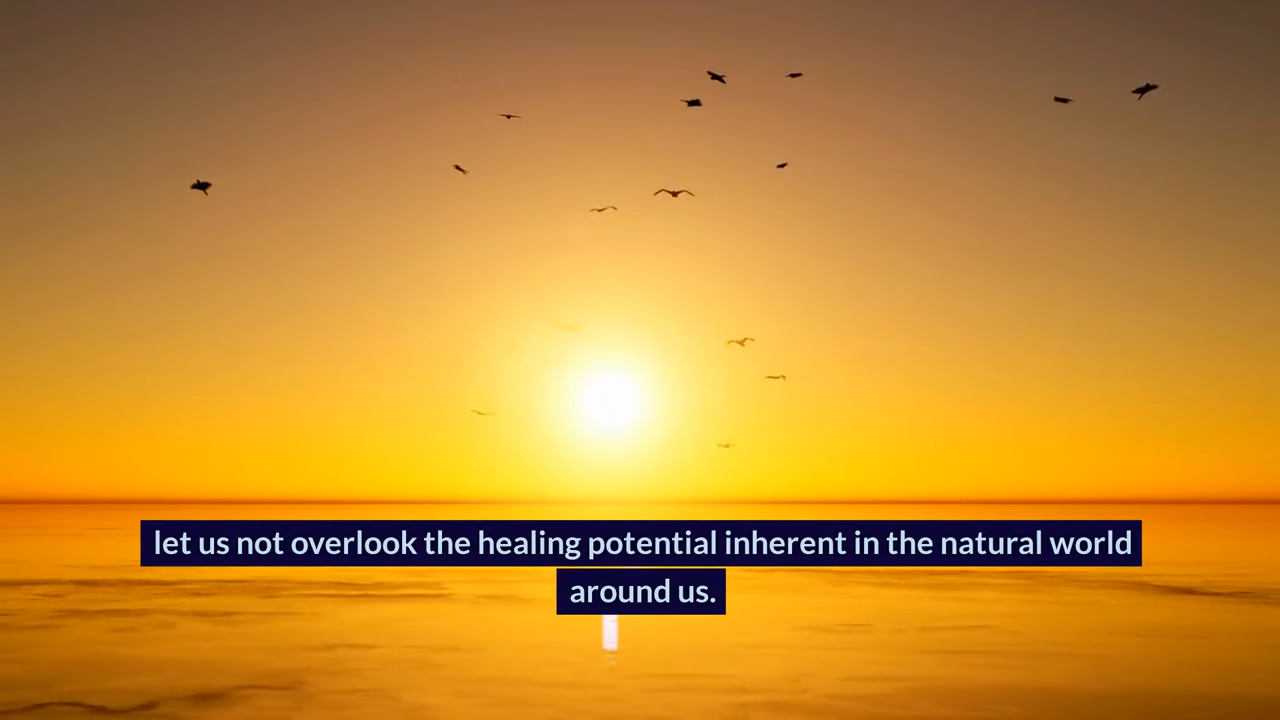 let us not overlook the healing potential inherent in the natural world
around us.